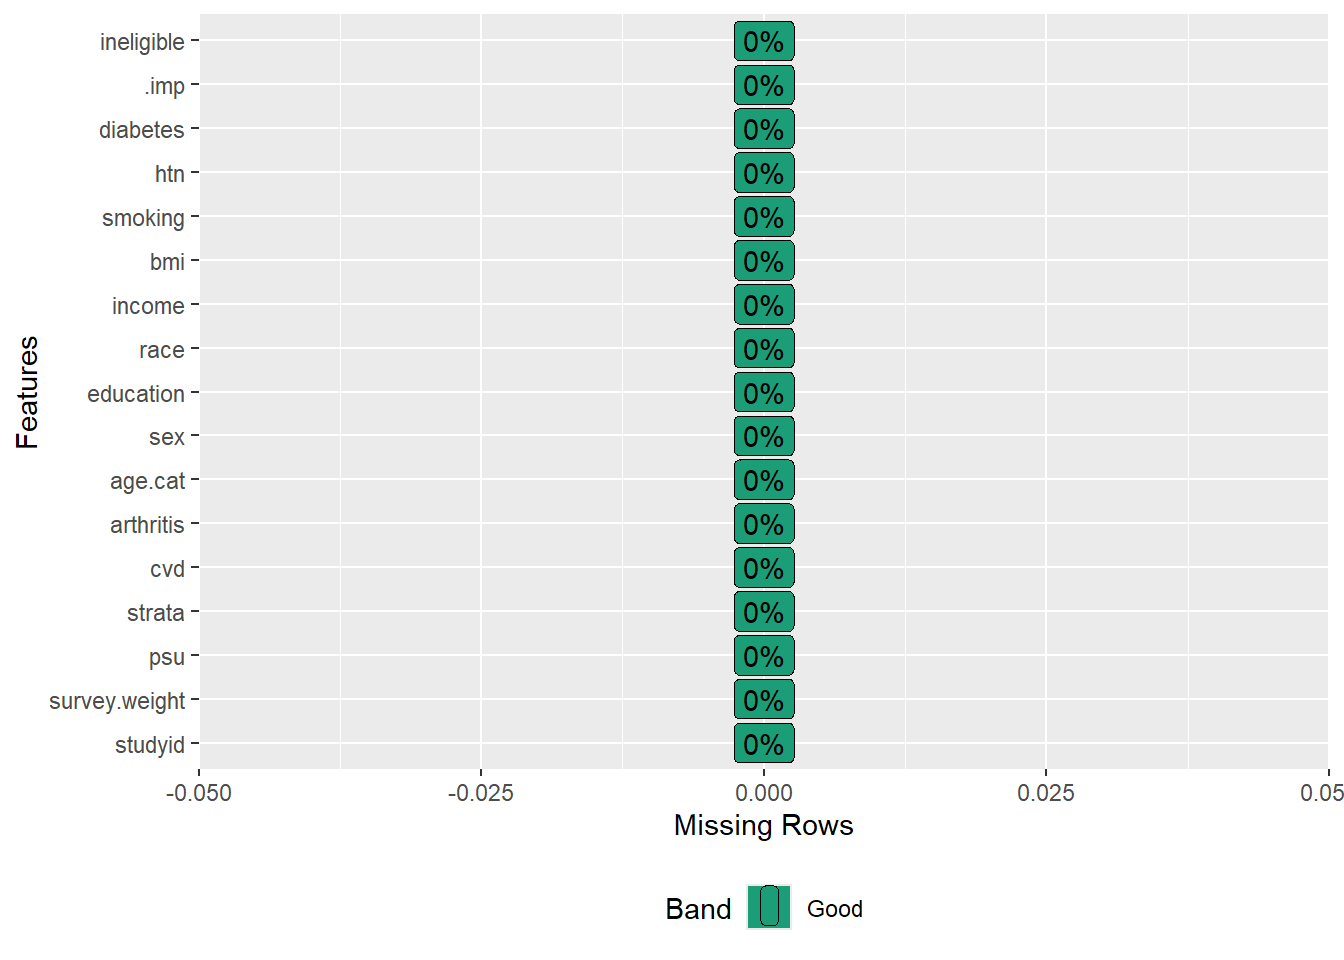 ineligible 0%
.imp 0%
diabetes 0%
htn 0%
smoking 0%
bmi 0%
income 0%
race 0%
education 0%
sex 0%
age.cat 0%
arthritis 0%
cvd 0%
strata 0%
psu 0%
survey.weight 0%
studyid 0%
Features
-0.050 -0.025 0.000 0.025 0.05
Missing Rows
Band Good